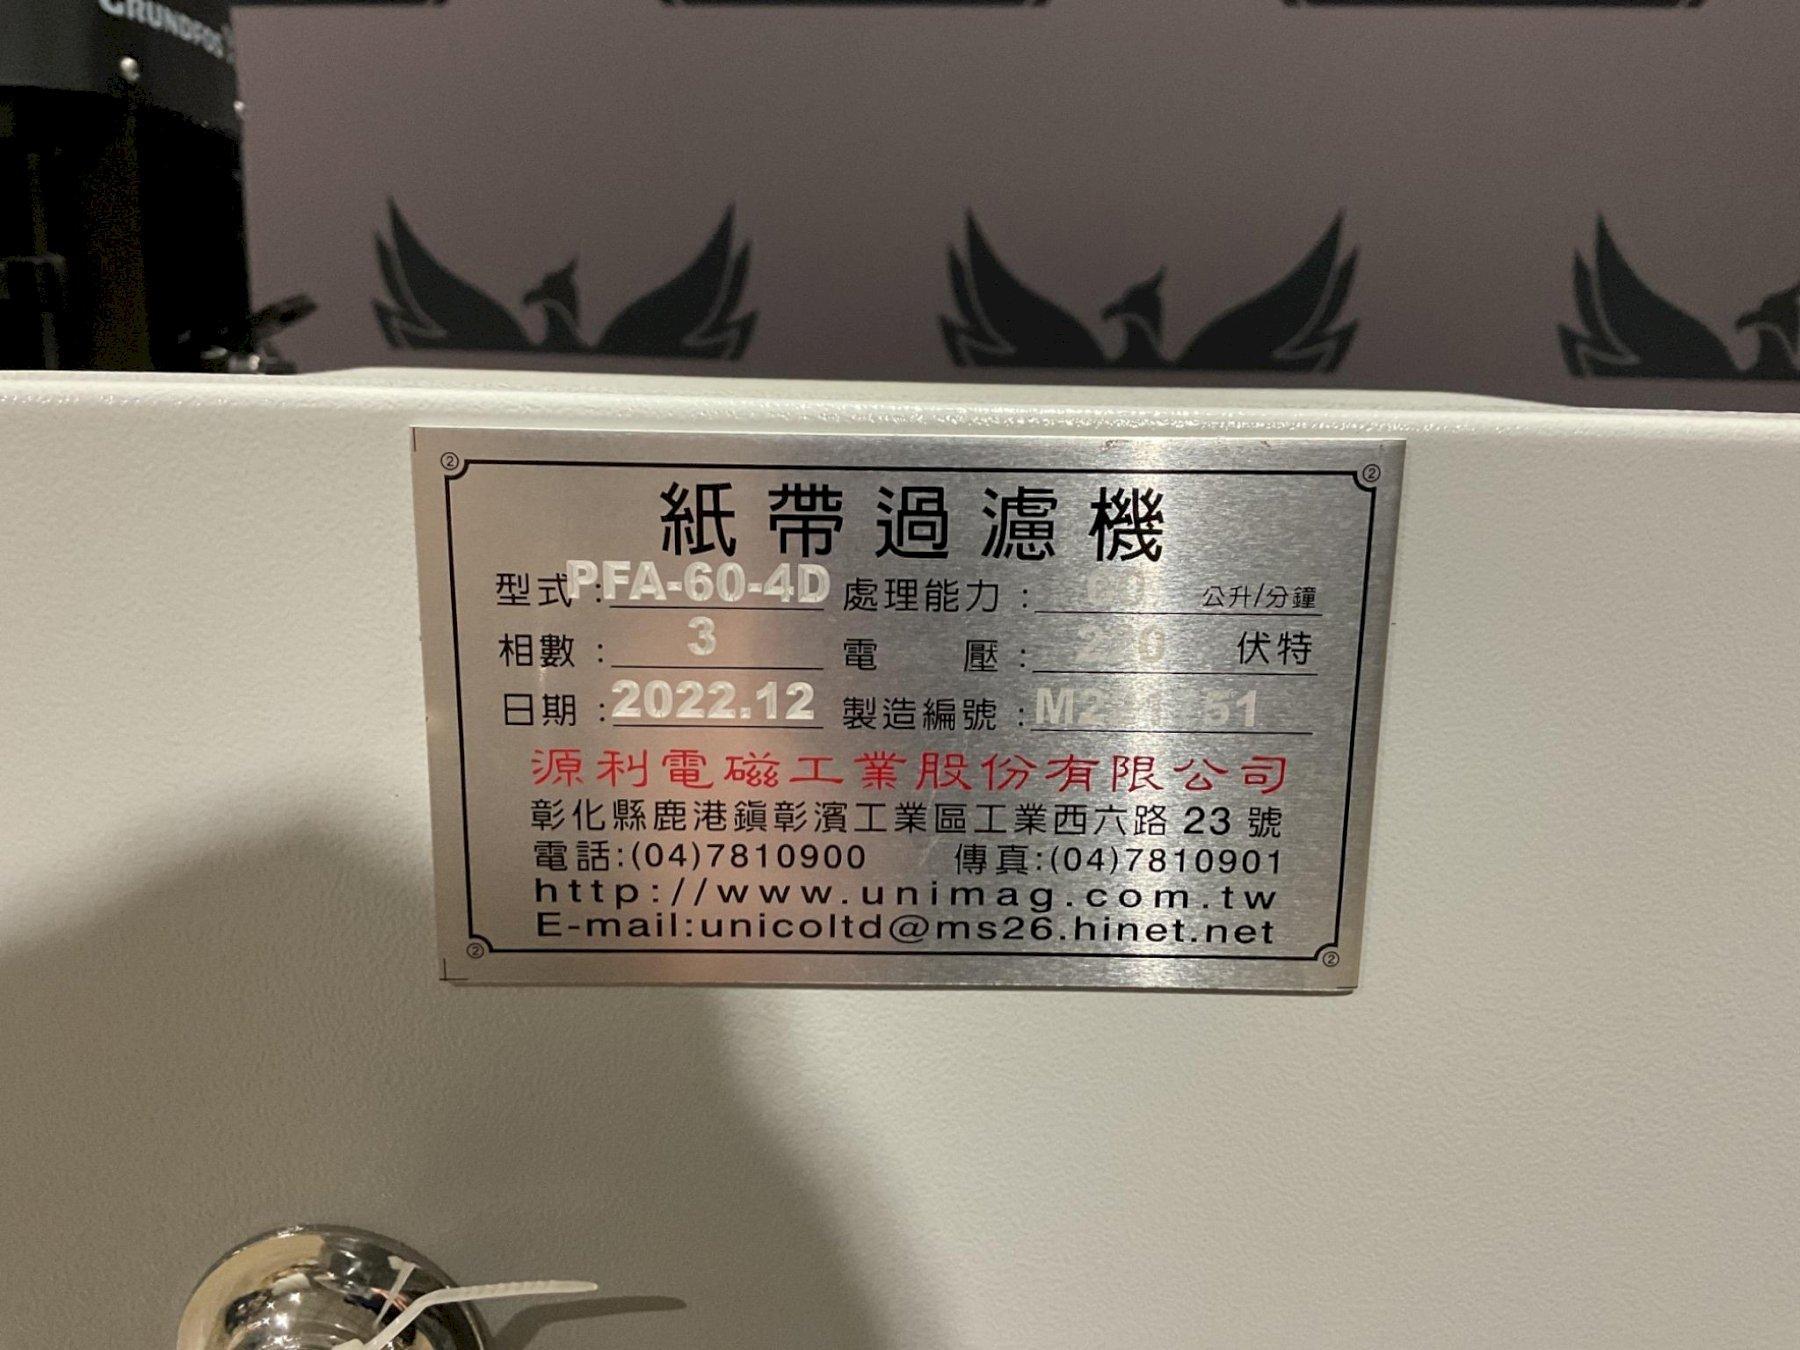 GRUNDFOS
紙帶過濾機
型式:PFA-60-4D 處理能力:60 公升/分鐘
相數:3 電壓: 伏特
日期:2022.12 製造編號:
源利電磁工業股份有限公司
彰化縣鹿港鎮彰濱工業區工業西六路 23 號
電話:(04)7810900 傳真:(04)7810901
http://www.unimag.com.tw
E-mail:unicoltd@ms26.hinet.net